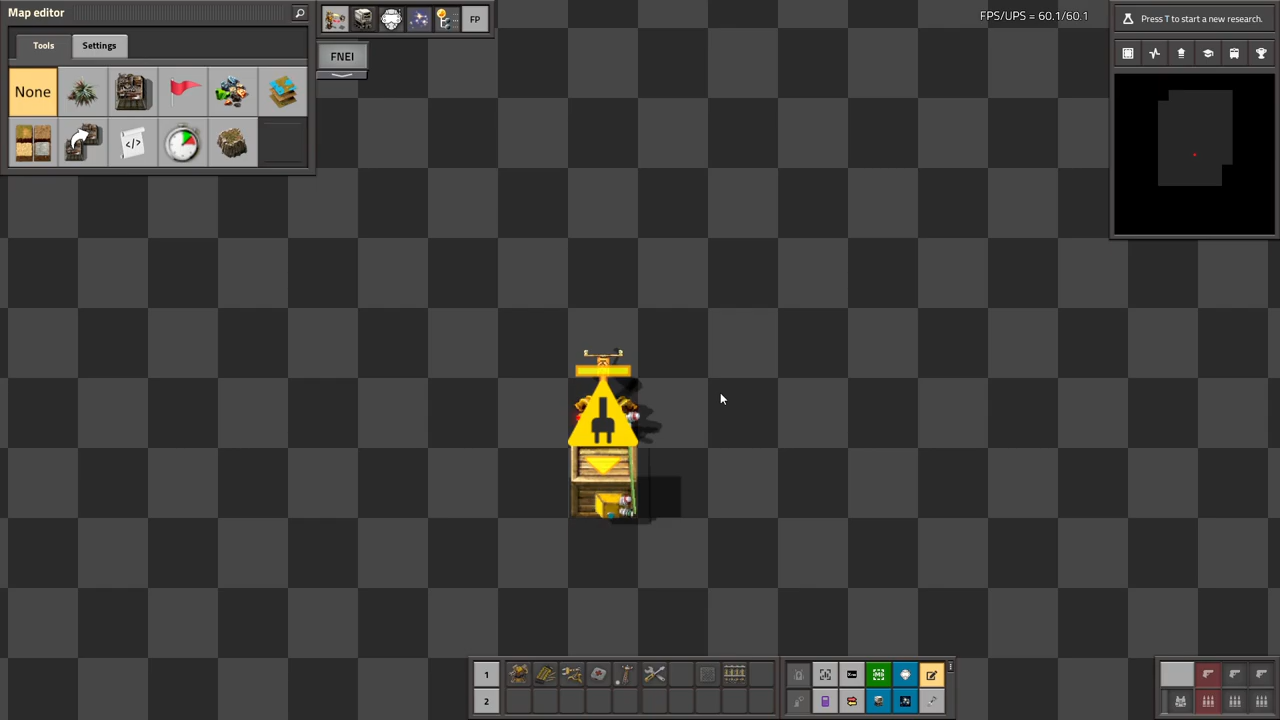 Map editor
FP
FPS/UPS = 60.1/60.1
Press T to start a new research.
Tools
Settings
FNEI
None
</>
1
2